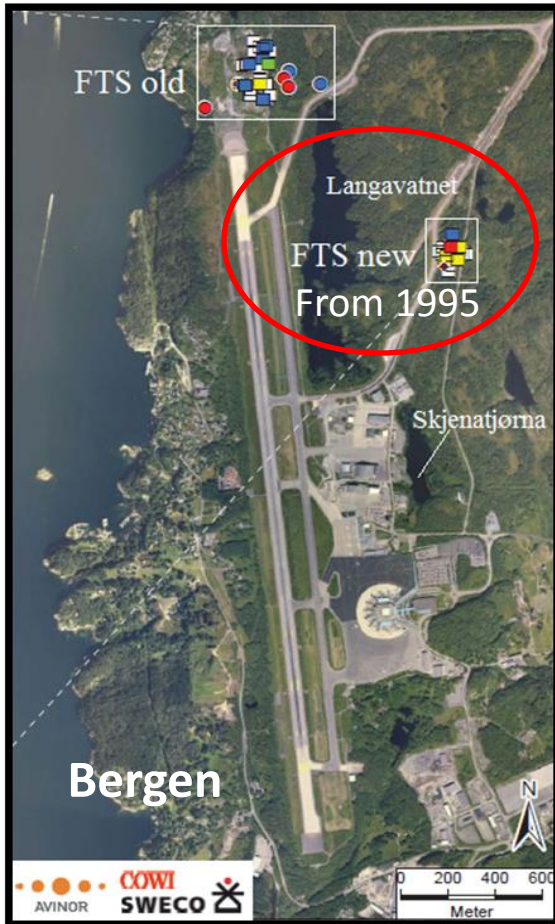 FTS old
Langavatnet
FTS new
From 1995
Skjenatjørna
Bergen
N
AVINOR
COWI
SWECO
0 200 400 600
Meter